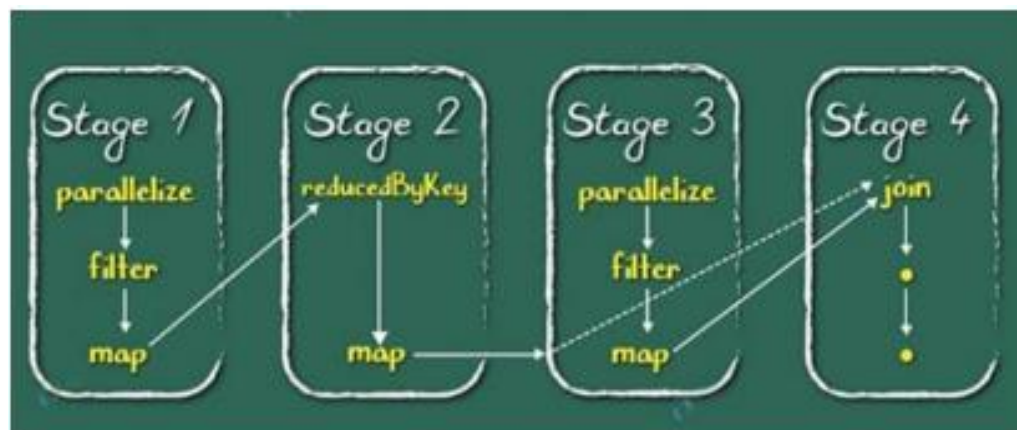 Stage 1
parallelize
filter
map
Stage 2
reducedByKey
map
Stage 3
parallelize
filter
map
Stage 4
join